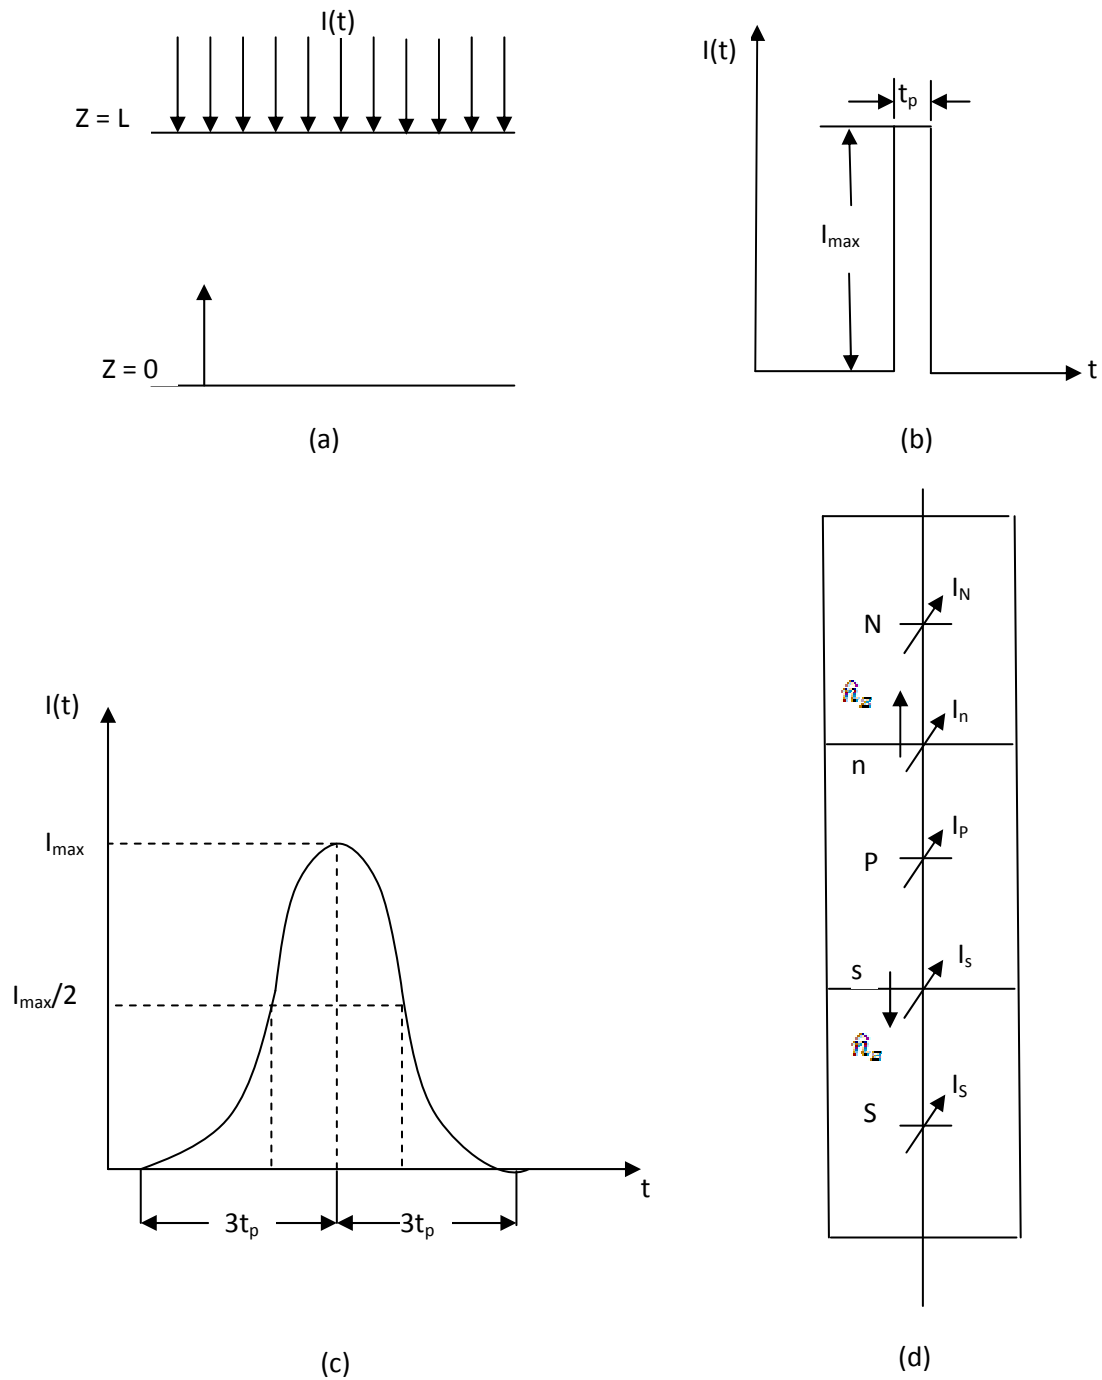 I(t)
Z = L
Z = 0
(a)
I(t)
tp
Imax
t
(b)
I(t)
Imax
Imax/2
t
3tp
3tp
(c)
IN
N
n̂
In
n
IP
P
s
Is
n̂
IS
S
(d)